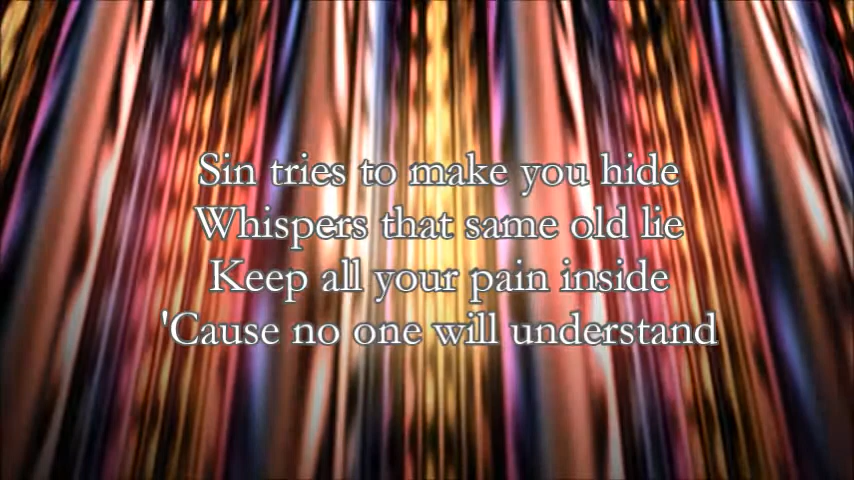 Sin tries to make you hide
Whispers that same old lie
Keep all your pain inside
'Cause no one will understand